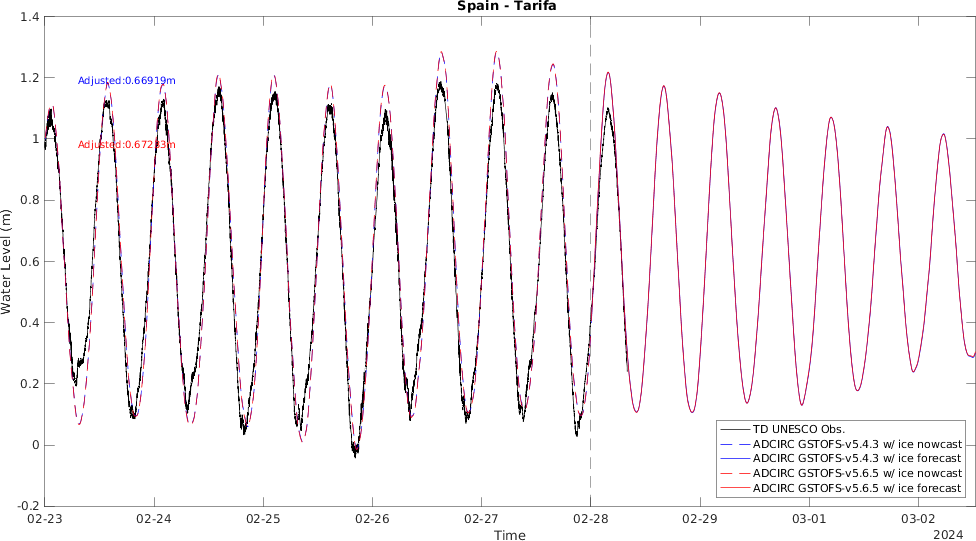 Spain - Tarifa
1.4
1.2
1
0.8
0.6
0.4
0.2
0
-0.2
Water Level (m)
Adjusted:0.66919m
TD UNESCO Obs.
ADCIRC GSTOFS-v5.4.3 w/ ice nowcast
ADCIRC GSTOFS-v5.4.3 w/ ice forecast
ADCIRC GSTOFS-v5.6.5 w/ ice nowcast
ADCIRC GSTOFS-v5.6.5 w/ ice forecast
02-23 02-24 02-25 02-26 02-27 02-28 02-29 03-01 03-02
Time
2024